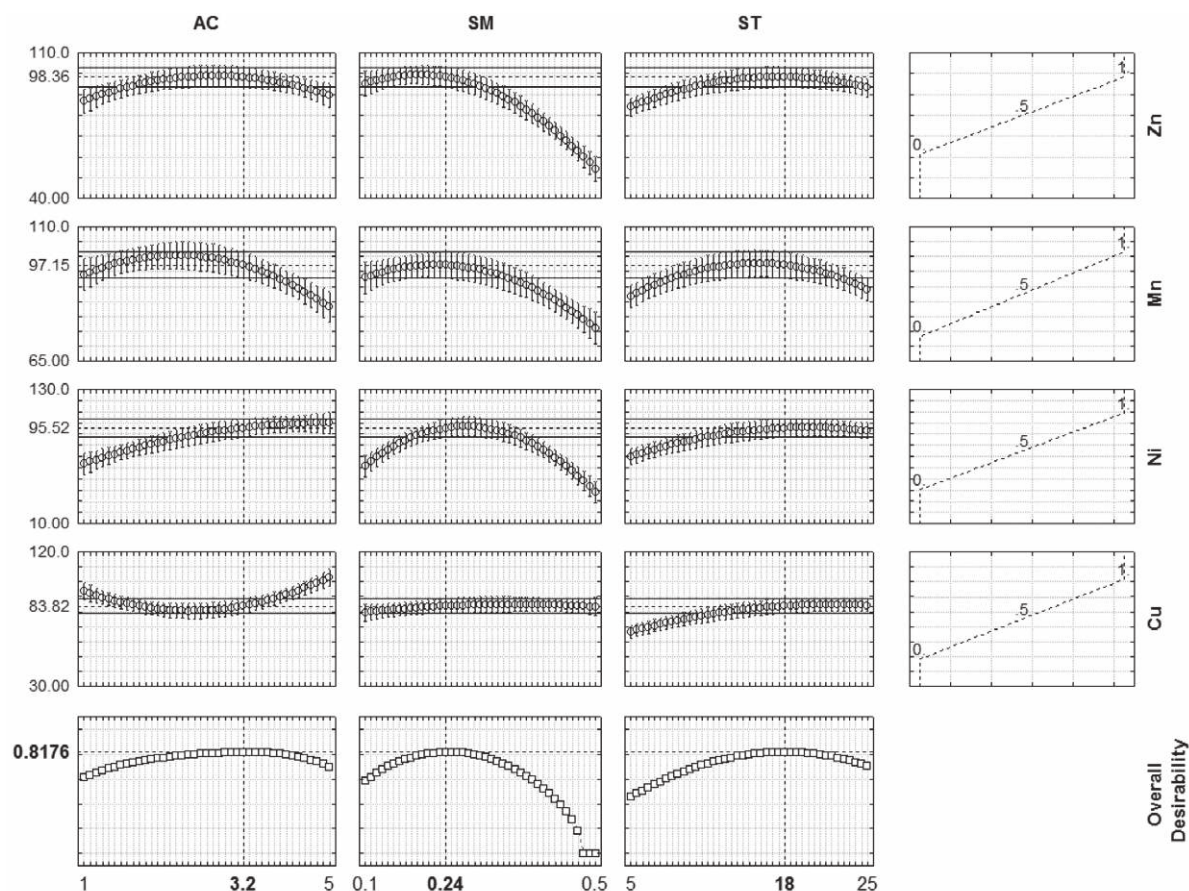 AC SM ST
110.0
98.36
40.00
0. .5 1.
Zn
110.0
97.15
65.00
0. .5 1.
Mn
130.0
95.52
10.00
0. .5 1.
Ni
120.0
83.82
30.00
0. .5 1.
Cu
0.8176
Overall
Desirability
1 3.2 5 0.1 0.24 0.5 5 18 25